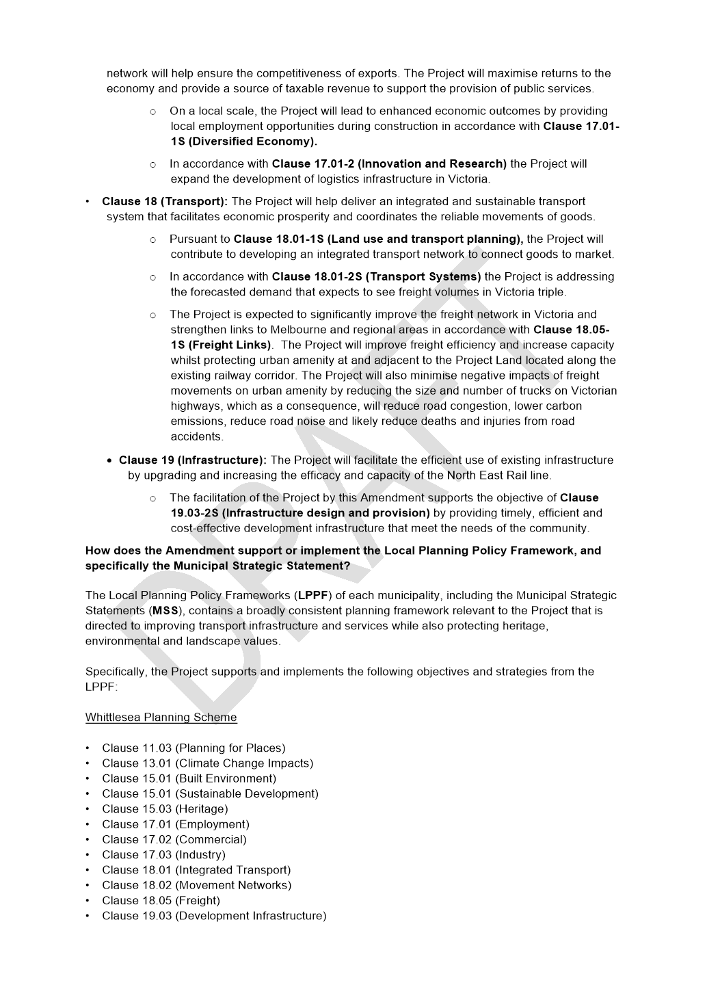 network will help ensure the competitiveness of exports. The Project will maximise returns to the
economy and provide a source of taxable revenue to support the provision of public services.
o On a local scale, the Project will lead to enhanced economic outcomes by providing
local employment opportunities during construction in accordance with Clause 17.01-
1S (Diversified Economy).
o In accordance with Clause 17.01-2 (Innovation and Research) the Project will
expand the development of logistics infrastructure in Victoria.
• Clause 18 (Transport): The Project will help deliver an integrated and sustainable transport
system that facilitates economic prosperity and coordinates the reliable movements of goods.
o Pursuant to Clause 18.01-1S (Land use and transport planning), the Project will
contribute to developing an integrated transport network to connect goods to market.
o In accordance with Clause 18.01-2S (Transport Systems) the Project is addressing
the forecasted demand that expects to see freight volumes in Victoria triple.
o The Project is expected to significantly improve the freight network in Victoria and
strengthen links to Melbourne and regional areas in accordance with Clause 18.05-
1S (Freight Links). The Project will improve freight efficiency and increase capacity
whilst protecting urban amenity at and adjacent to the Project Land located along the
existing railway corridor. The Project will also minimise negative impacts of freight
movements on urban amenity by reducing the size and number of trucks on Victorian
highways, which as a consequence, will reduce road congestion, lower carbon
emissions, reduce road noise and likely reduce deaths and injuries from road
accidents.
• Clause 19 (Infrastructure): The Project will facilitate the efficient use of existing infrastructure
by upgrading and increasing the efficacy and capacity of the North East Rail line.
o The facilitation of the Project by this Amendment supports the objective of Clause
19.03-2S (Infrastructure design and provision) by providing timely, efficient and
cost-effective development infrastructure that meet the needs of the community.
How does the Amendment support or implement the Local Planning Policy Framework, and
specifically the Municipal Strategic Statement?
The Local Planning Policy Frameworks (LPPF) of each municipality, including the Municipal Strategic
Statements (MSS), contains a broadly consistent planning framework relevant to the Project that is
directed to improving transport infrastructure and services while also protecting heritage,
environmental and landscape values.
Specifically, the Project supports and implements the following objectives and strategies from the
LPPF:
Whittlesea Planning Scheme
• Clause 11.03 (Planning for Places)
• Clause 13.01 (Climate Change Impacts)
• Clause 15.01 (Built Environment)
• Clause 15.01 (Sustainable Development)
• Clause 15.03 (Heritage)
• Clause 17.01 (Employment)
• Clause 17.02 (Commercial)
• Clause 17.03 (Industry)
• Clause 18.01 (Integrated Transport)
• Clause 18.02 (Movement Networks)
• Clause 18.05 (Freight)
• Clause 19.03 (Development Infrastructure)
DRAFT